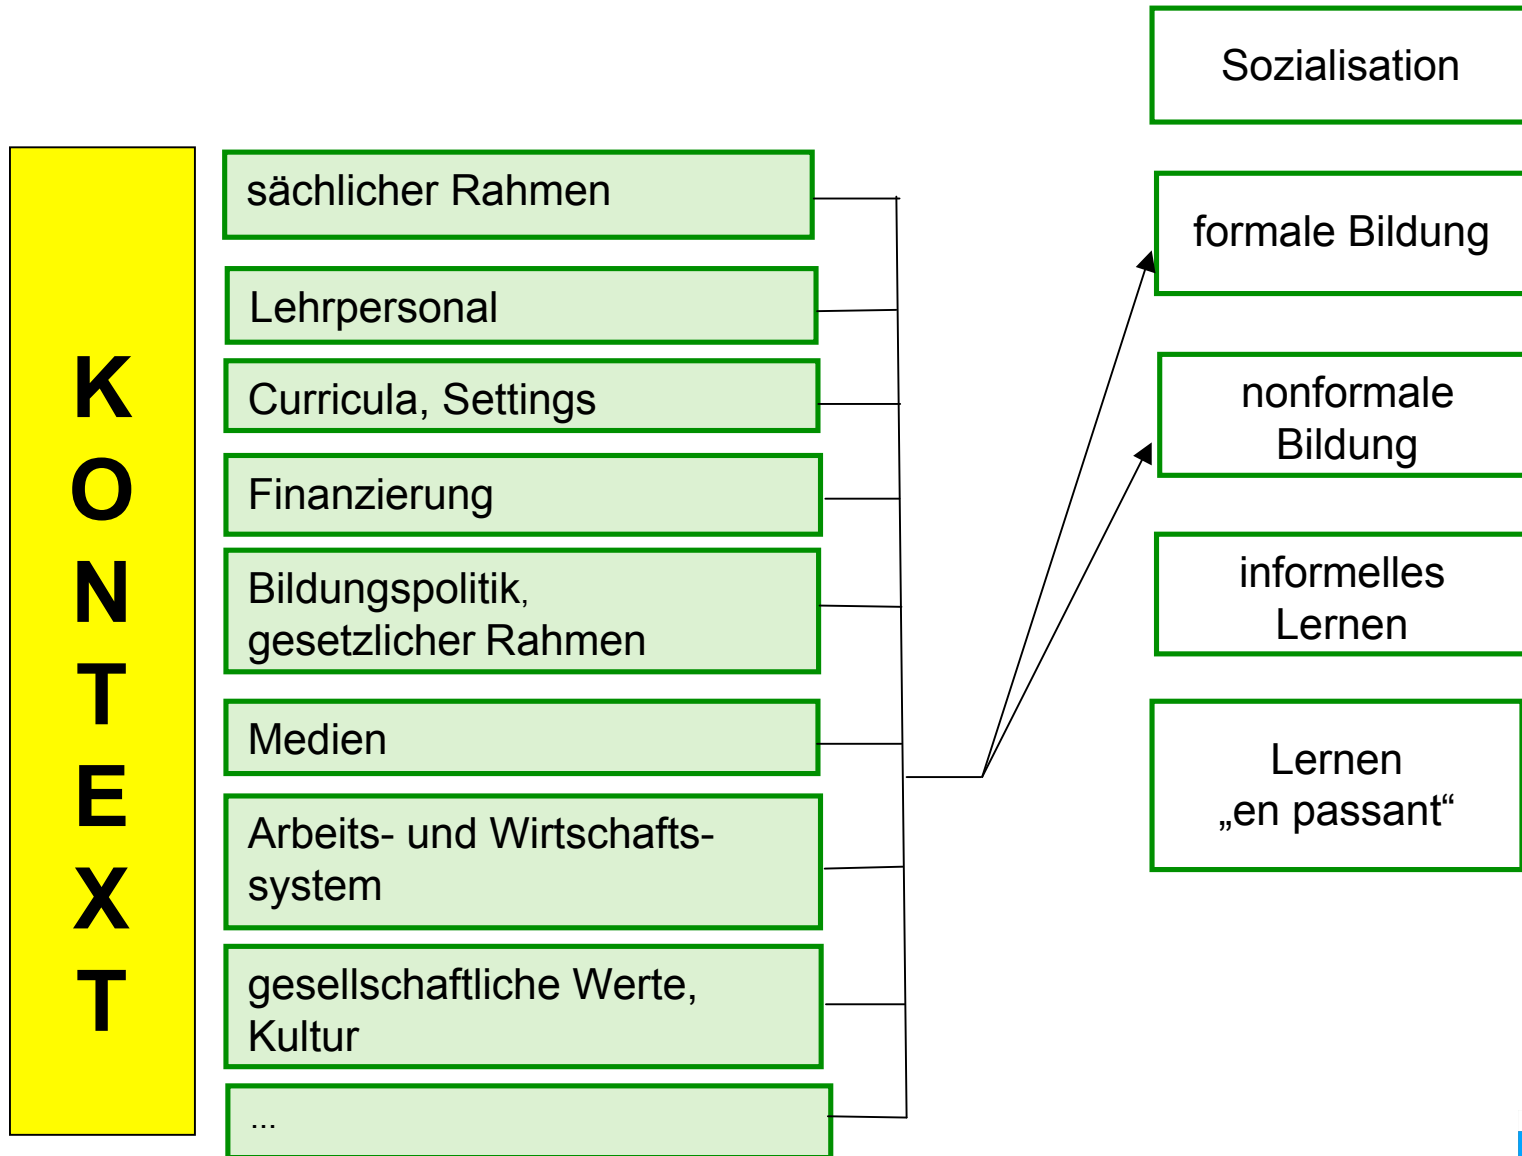 KONTEXT
sächlicher Rahmen
Lehrpersonal
Curricula, Settings
Finanzierung
Bildungspolitik,
gesetzlicher Rahmen
Medien
Arbeits- und Wirtschafts-
system
gesellschaftliche Werte,
Kultur
...
Sozialisation
formale Bildung
nonformale
Bildung
informelles
Lernen
Lernen
„en passant“